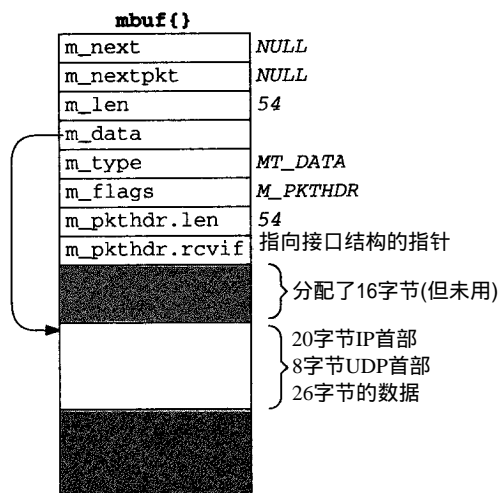 mbuf{}
m_next NULL
m_nextpkt NULL
m_len 54
m_data
m_type MT_DATA
m_flags M_PKTHDR
m_pkthdr.len 54
m_pkthdr.rcvif 指向接口结构的指针
分配了16字节(但未用)
20字节IP首部
8字节UDP首部
26字节的数据